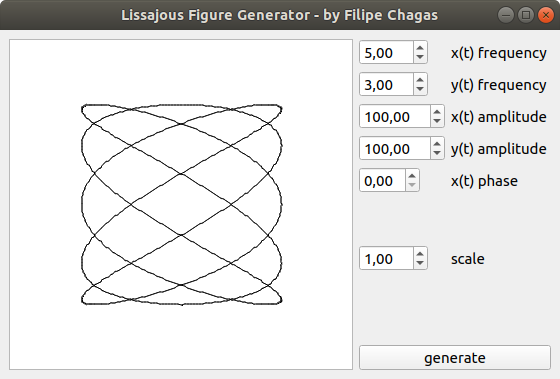 Lissajous Figure Generator - by Filipe Chagas
5,00 x(t) frequency
3,00 y(t) frequency
100,00 x(t) amplitude
100,00 y(t) amplitude
0,00 x(t) phase
1,00 scale
generate